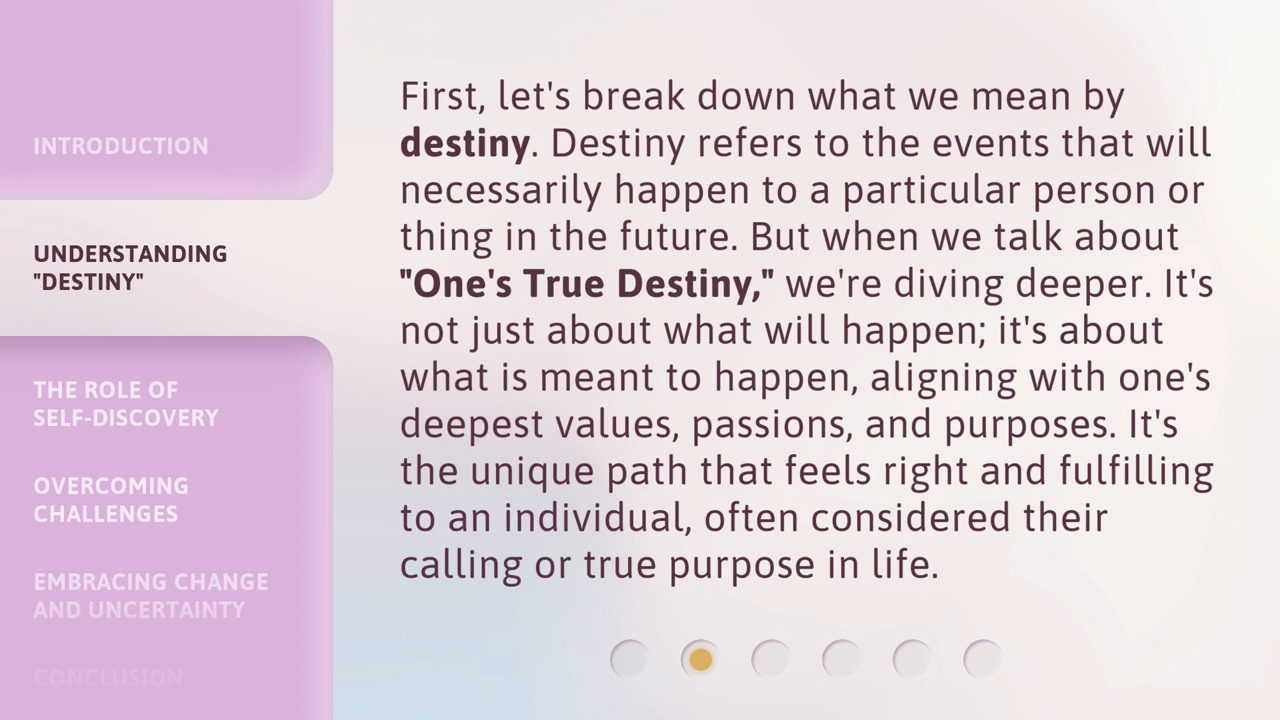 INTRODUCTION
UNDERSTANDING
"DESTINY"
THE ROLE OF
SELF-DISCOVERY
OVERCOMING
CHALLENGES
EMBRACING CHANGE
AND UNCERTAINTY
CONCLUSION
First, let's break down what we mean by
destiny. Destiny refers to the events that will
necessarily happen to a particular person or
thing in the future. But when we talk about
"One's True Destiny," we're diving deeper. It's
not just about what will happen; it's about
what is meant to happen, aligning with one's
deepest values, passions, and purposes. It's
the unique path that feels right and fulfilling
to an individual, often considered their
calling or true purpose in life.